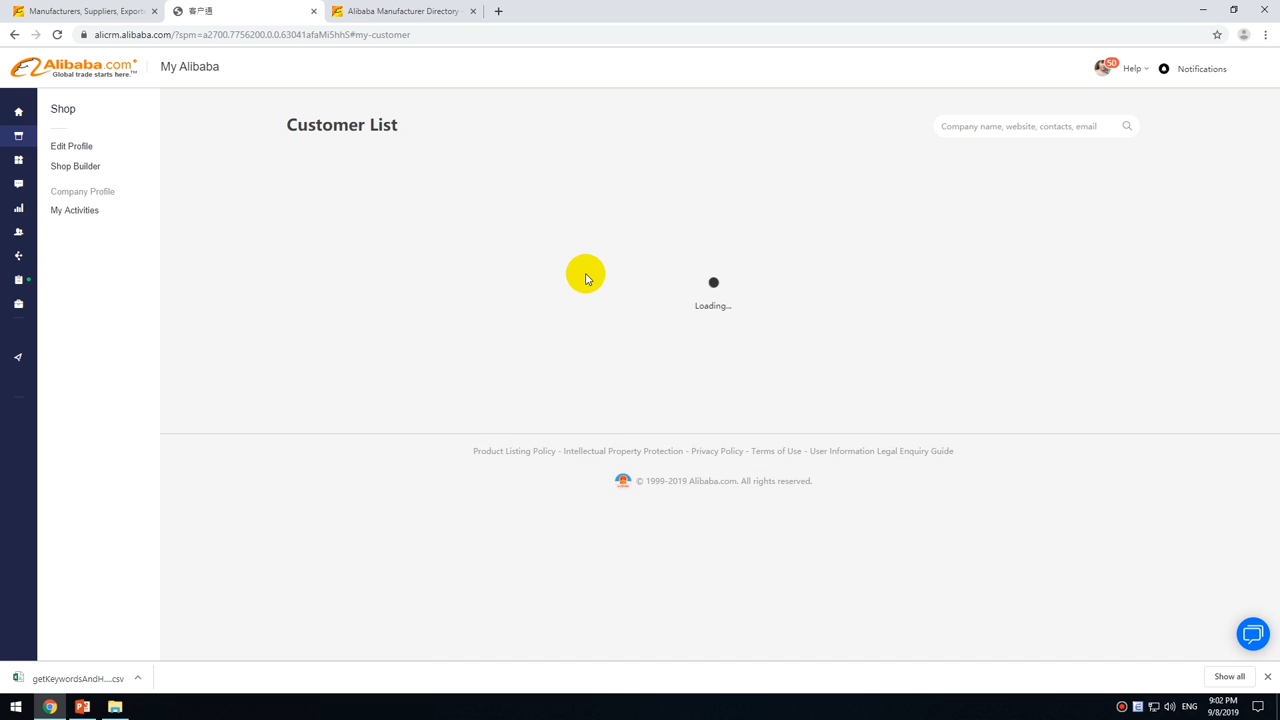 Manufacturers, Suppliers, Exporte
客户通
Alibaba Manufacturer Directory -
alicrm.alibaba.com/?spm=a2700.7756200.0.0.63041afaMi5hhS#my-customer
Alibaba.com
Global trade starts here.™
My Alibaba
50
Help
Notifications
Shop
Edit Profile
Shop Builder
Company Profile
My Activities
Customer List
Company name, website, contacts, email
Loading...
Product Listing Policy - Intellectual Property Protection - Privacy Policy - Terms of Use - User Information Legal Enquiry Guide
© 1999-2019 Alibaba.com. All rights reserved.
getKeywordsAndH....csv
Show all
ENG
9:02 PM
9/8/2019